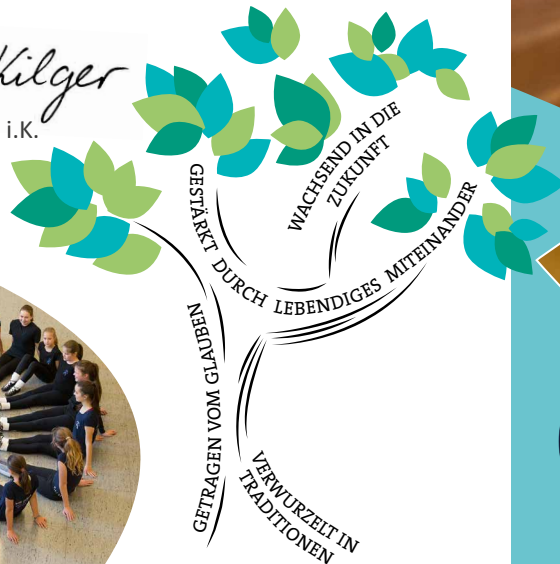 Kilger
i.K.
WACHSEND IN DIE
ZUKUNFT
GESTÄRKT DURCH LEBENDIGES MITEINANDER
GETRAGEN VOM GLAUBEN
VERWURZELT IN
TRADITIONEN